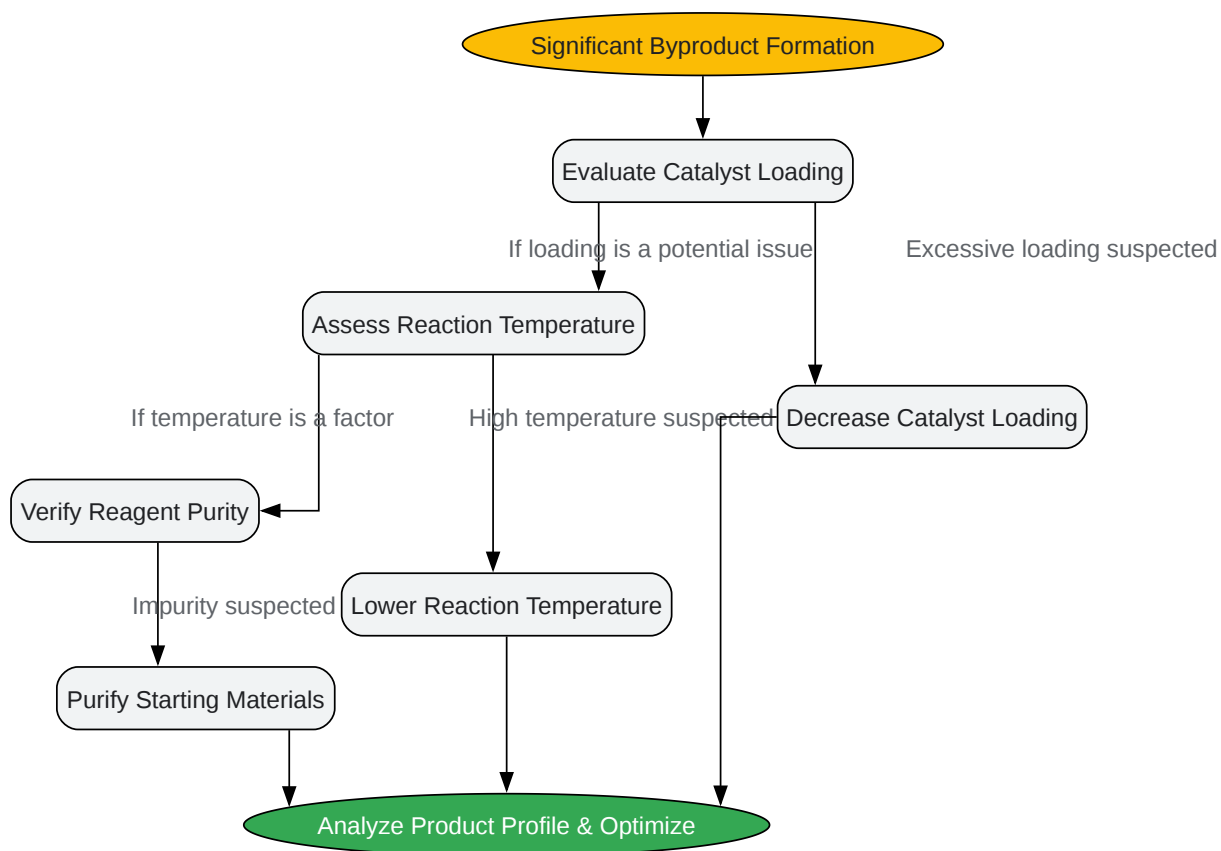 Significant Byproduct Formation
Evaluate Catalyst Loading
If loading is a potential issue
Excessive loading suspected
Assess Reaction Temperature
If temperature is a factor
High temperature suspected
Decrease Catalyst Loading
Verify Reagent Purity
Impurity suspected
Lower Reaction Temperature
Purify Starting Materials
Analyze Product Profile & Optimize